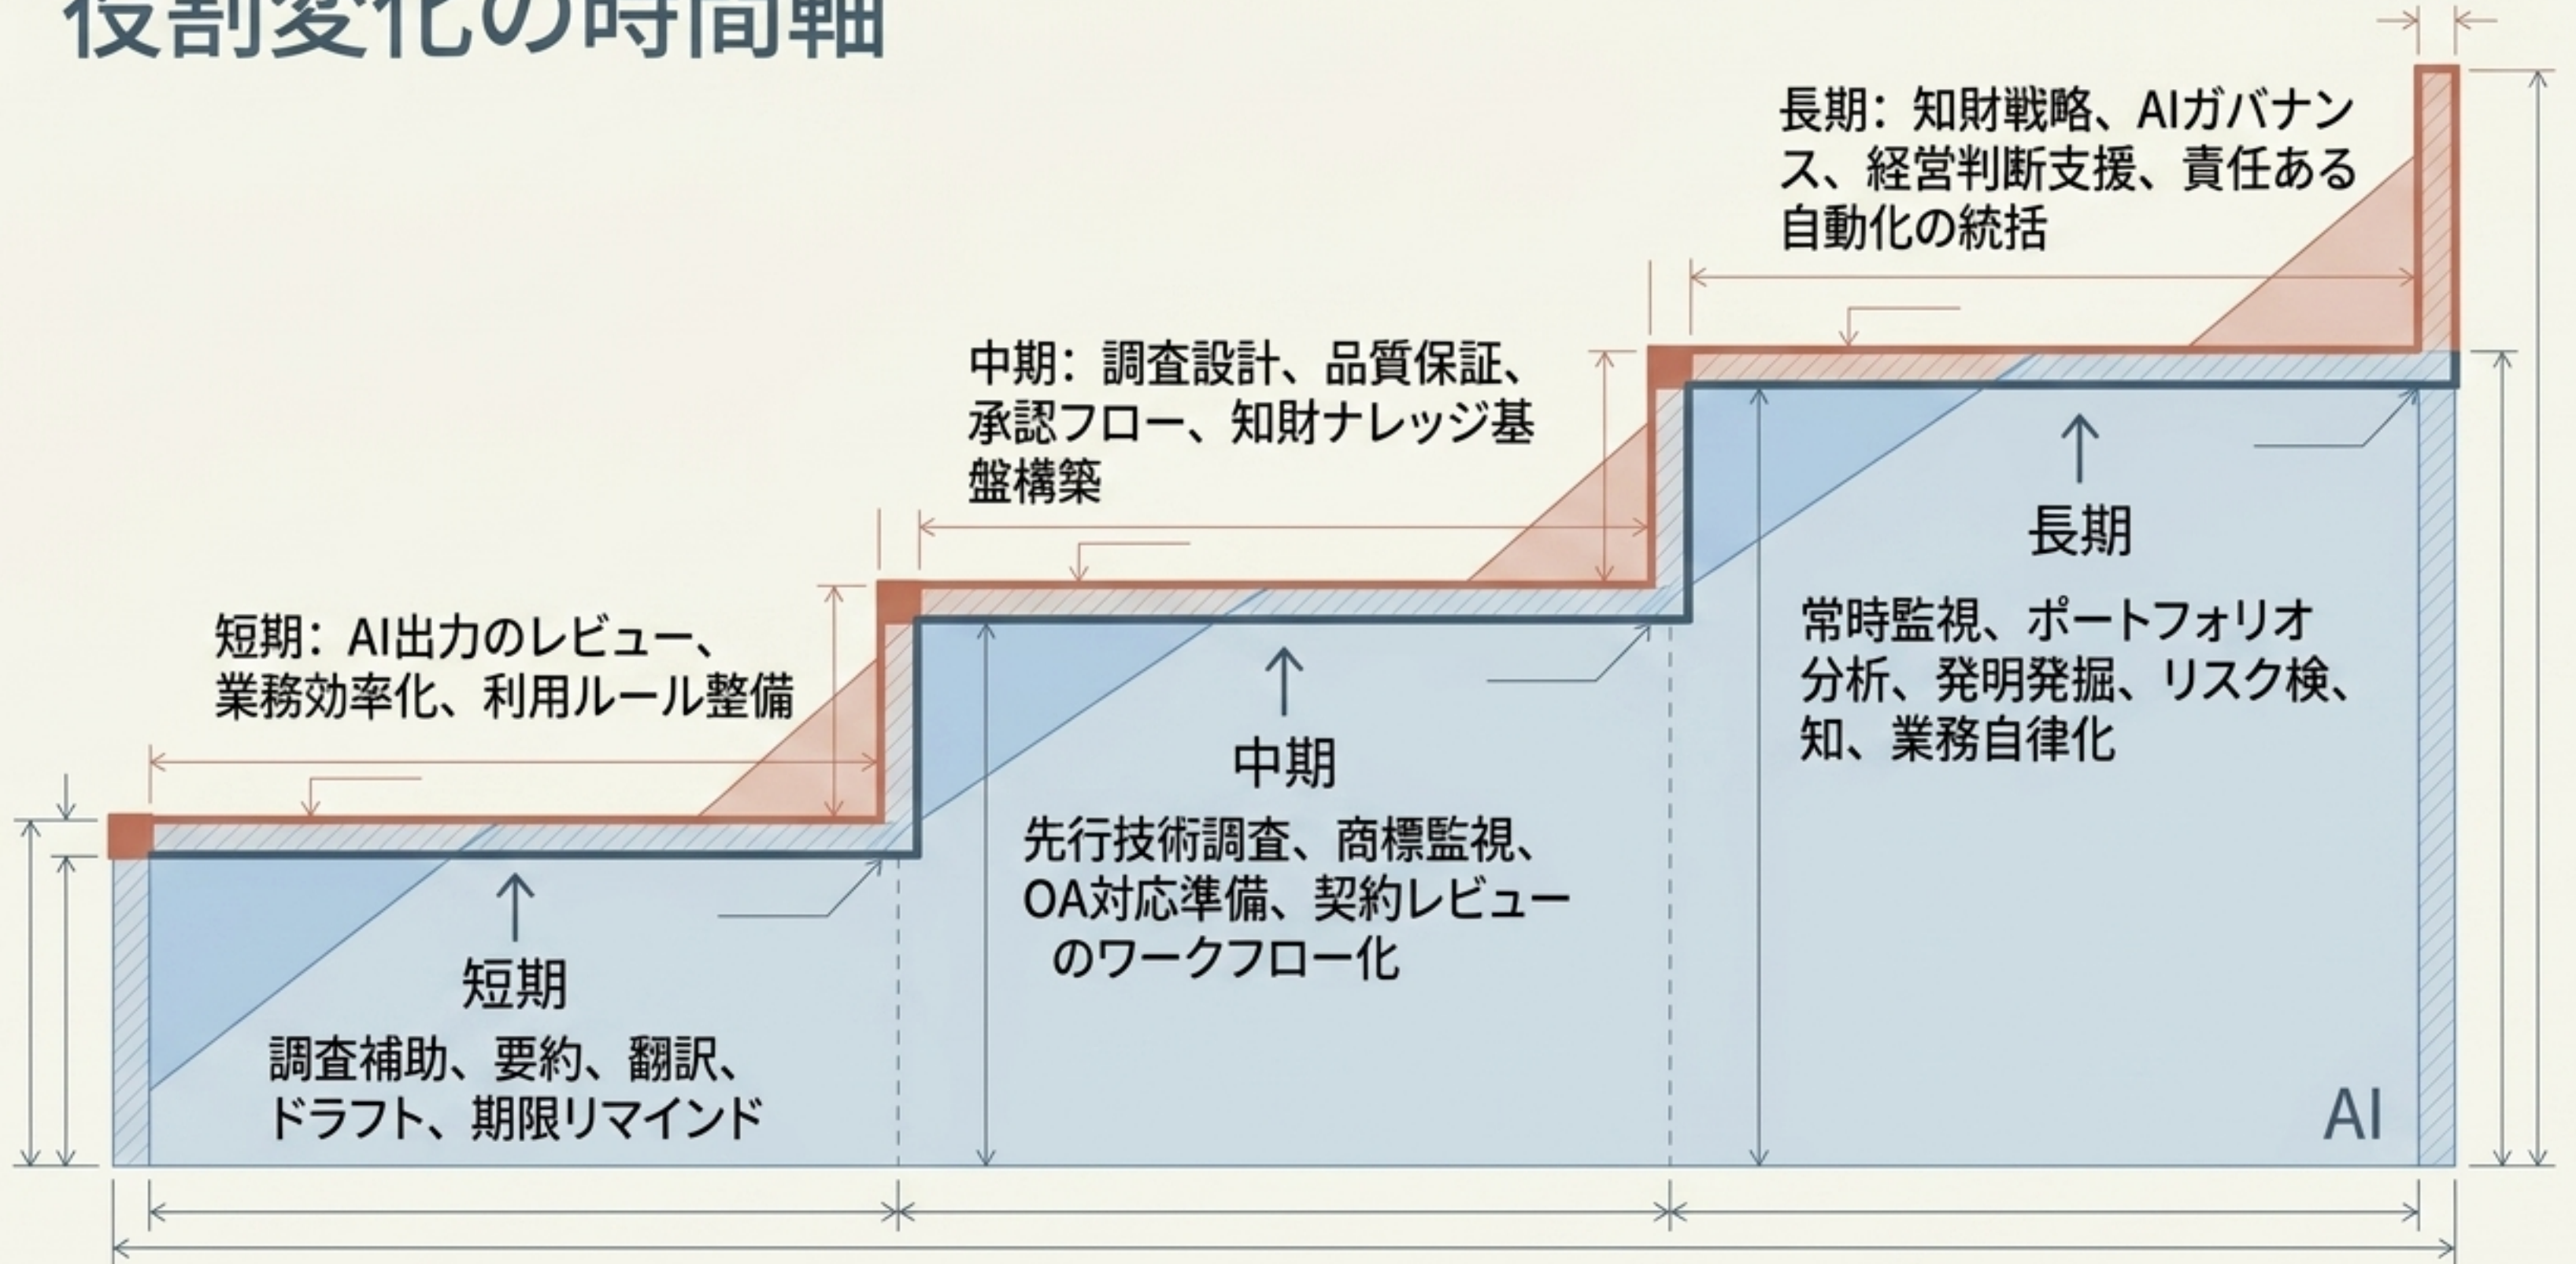 役割変化の時間軸
長期：知財戦略、AIガバナン
ス、経営判断支援、責任ある
自動化の統括
中期：調査設計、品質保証、
承認フロー、知財ナレッジ基
盤構築
短期：AI出力のレビュー、
業務効率化、利用ルール整備
短期
調査補助、要約、翻訳、
ドラフト、期限リマインド
中期
先行技術調査、商標監視、
OA対応準備、契約レビュー
のワークフロー化
長期
常時監視、ポートフォリオ
分析、発明発掘、リスク検、
知、業務自律化
AI